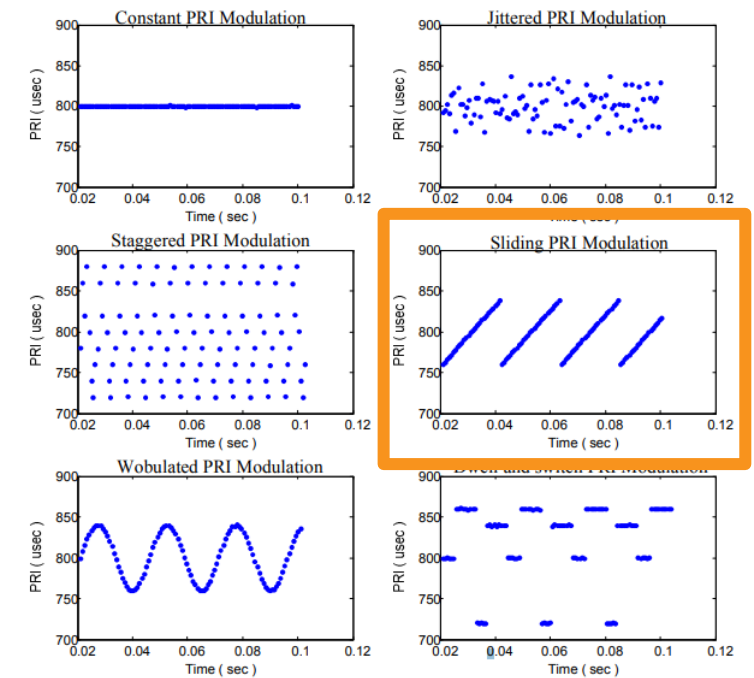 Constant PRI Modulation
900
850
800
750
700
PRI ( usec )
0.02 0.04 0.06 0.08 0.1 0.12
Time ( sec )
Jittered PRI Modulation
900
850
800
750
700
PRI ( usec )
0.02 0.04 0.06 0.08 0.1 0.12
Time ( sec )
Staggered PRI Modulation
900
850
800
750
700
PRI ( usec )
0.02 0.04 0.06 0.08 0.1 0.12
Time ( sec )
Sliding PRI Modulation
900
850
800
750
700
PRI ( usec )
0.02 0.04 0.06 0.08 0.1 0.12
Time ( sec )
Wobulated PRI Modulation
900
850
800
750
700
PRI ( usec )
0.02 0.04 0.06 0.08 0.1 0.12
Time ( sec )
Dwell and switch PRI Modulation
900
850
800
750
700
PRI ( usec )
0.02 0.04 0.06 0.08 0.1 0.12
Time ( sec )